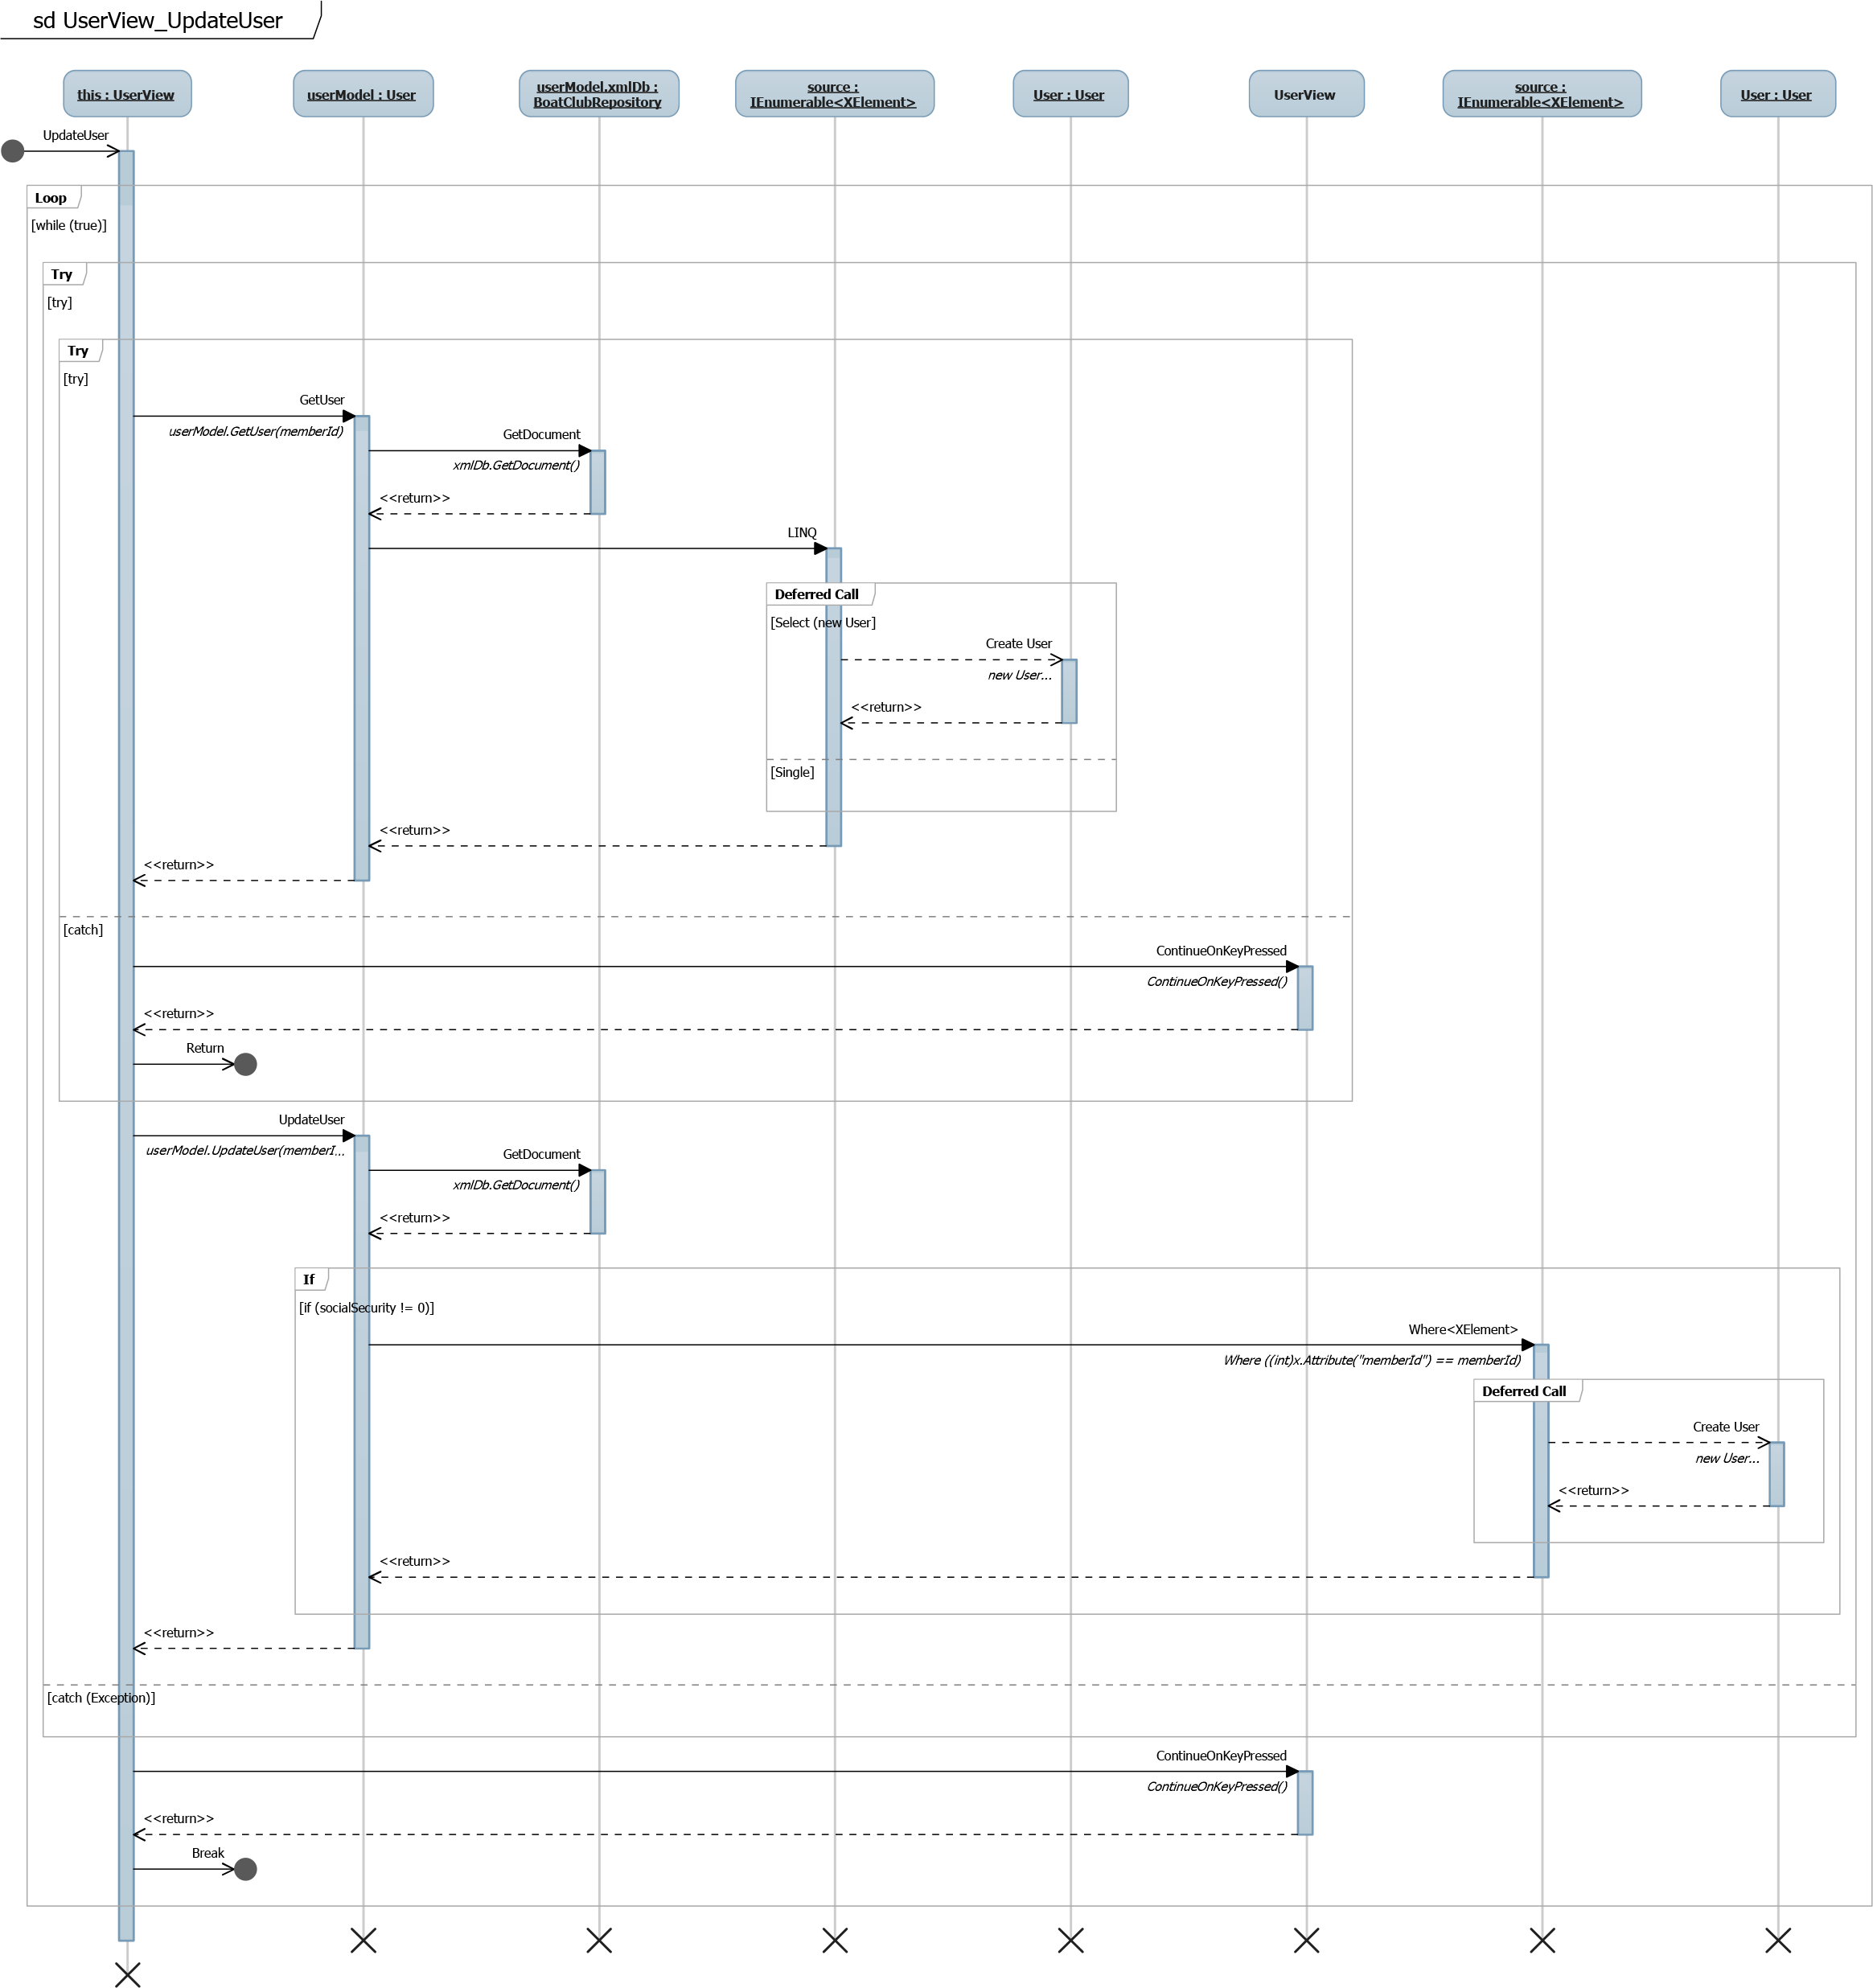 sd UserView_UpdateUser
this : UserView
userModel : User
userModel.xmlDb :
BoatClubRepository
source :
IEnumerable<XElement>
User : User
UserView
source :
IEnumerable<XElement>
User : User
UpdateUser
Loop
[while (true)]
Try
[try]
Try
[try]
GetUser
userModel.GetUser(memberId)
GetDocument
xmlDb.GetDocument()
<<return>>
LINQ
Deferred Call
[Select (new User]
Create User
new User...
<<return>>
[Single]
<<return>>
<<return>>
[catch]
ContinueOnKeyPressed
ContinueOnKeyPressed()
<<return>>
Return
UpdateUser
userModel.UpdateUser(memberI...
GetDocument
xmlDb.GetDocument()
<<return>>
If
[if (socialSecurity != 0)]
Where<XElement>
Where ((int)x.Attribute("memberId") == memberId)
Deferred Call
Create User
new User...
<<return>>
<<return>>
<<return>>
[catch (Exception)]
ContinueOnKeyPressed
ContinueOnKeyPressed()
<<return>>
Break